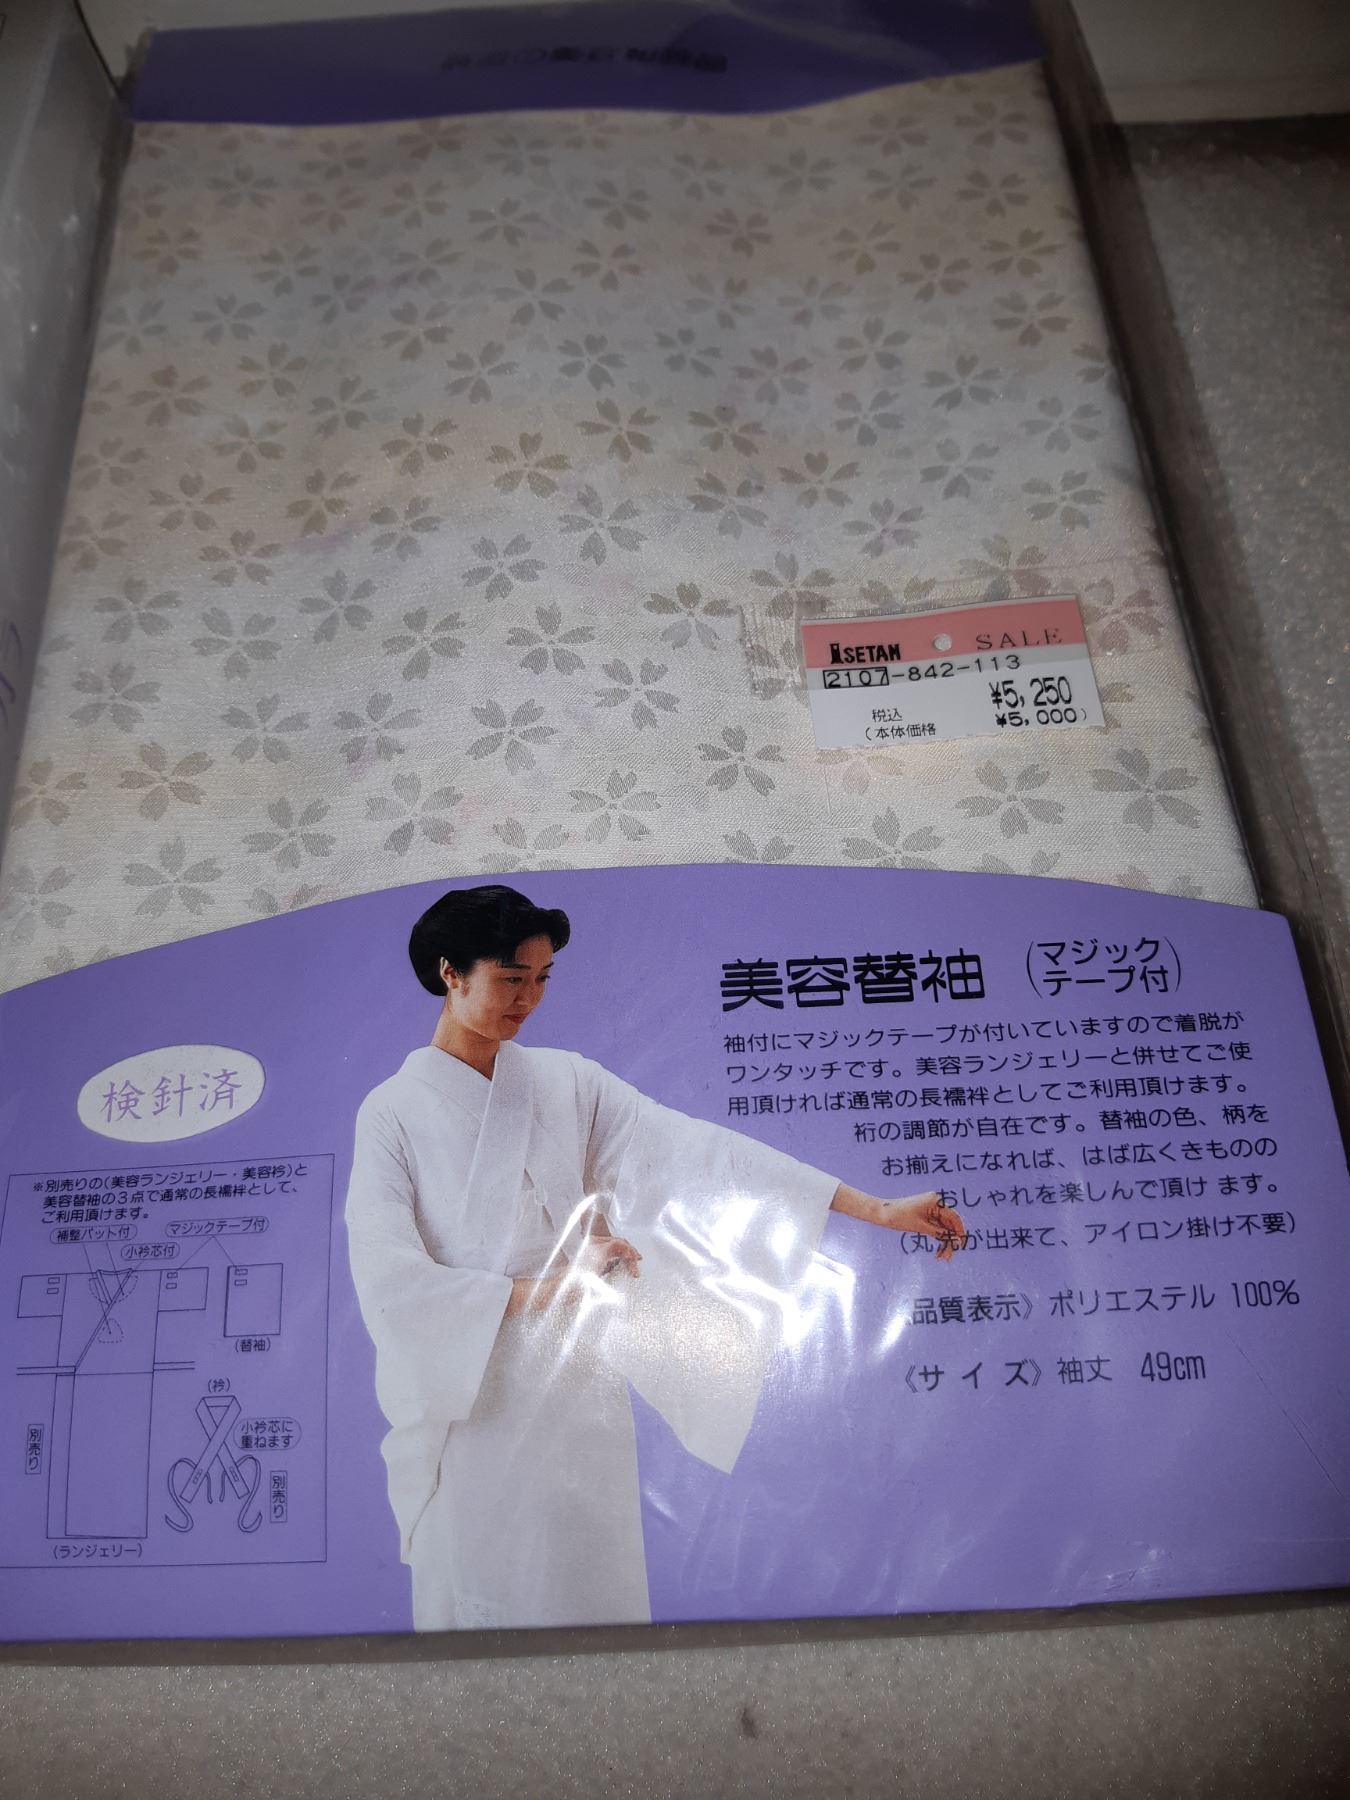 ISETAN SALE
2107-842-113
¥5,250
税込
(本体価格 ¥5,000)
美容替袖 (マジックテープ付)
袖付にマジックテープが付いていますので着脱が
ワンタッチです。美容ランジェリーと併せてご使
用頂ければ通常の長襦袢としてご利用頂けます。
裄の調節が自在です。替袖の色、柄を
お揃えになれば、はば広くきものの
おしゃれを楽しんで頂け ます。
(丸洗が出来て、アイロン掛け不要)
品質表示》ポリエステル 100%
《サ イ ズ》袖丈 49cm
検針済
※別売りの(美容ランジェリー・美容衿)と
美容替袖の3点で通常の長襦袢として、
ご利用頂けます。
補整パット付
マジックテープ付
小衿芯付
(替袖)
(衿)
小衿芯に
重ねます
別売り
別売り
(ランジェリー)